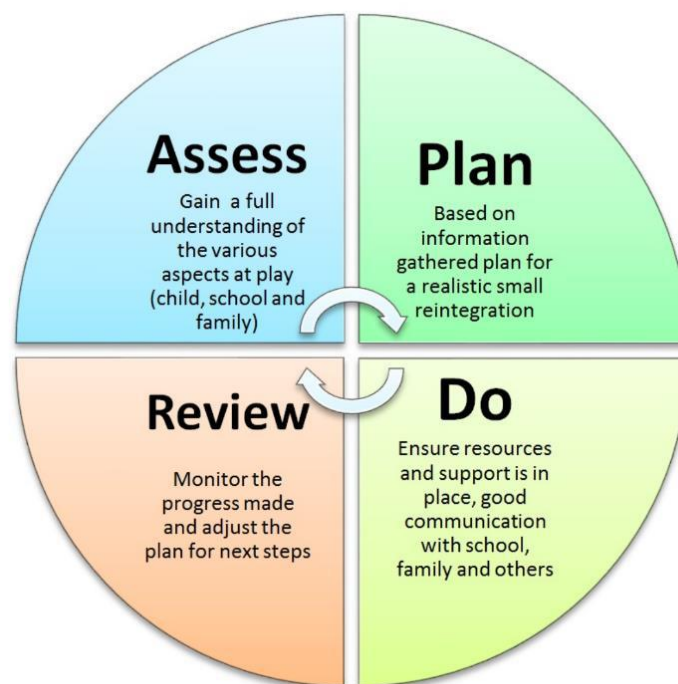 Assess
Gain a full
understanding of
the various
aspects at play
(child, school and
family)
Plan
Based on
information
gathered plan for
a realistic small
reintegration
Review
Monitor the
progress made
and adjust the
plan for next steps
Do
Ensure resources
and support is in
place, good
communication
with school,
family and others